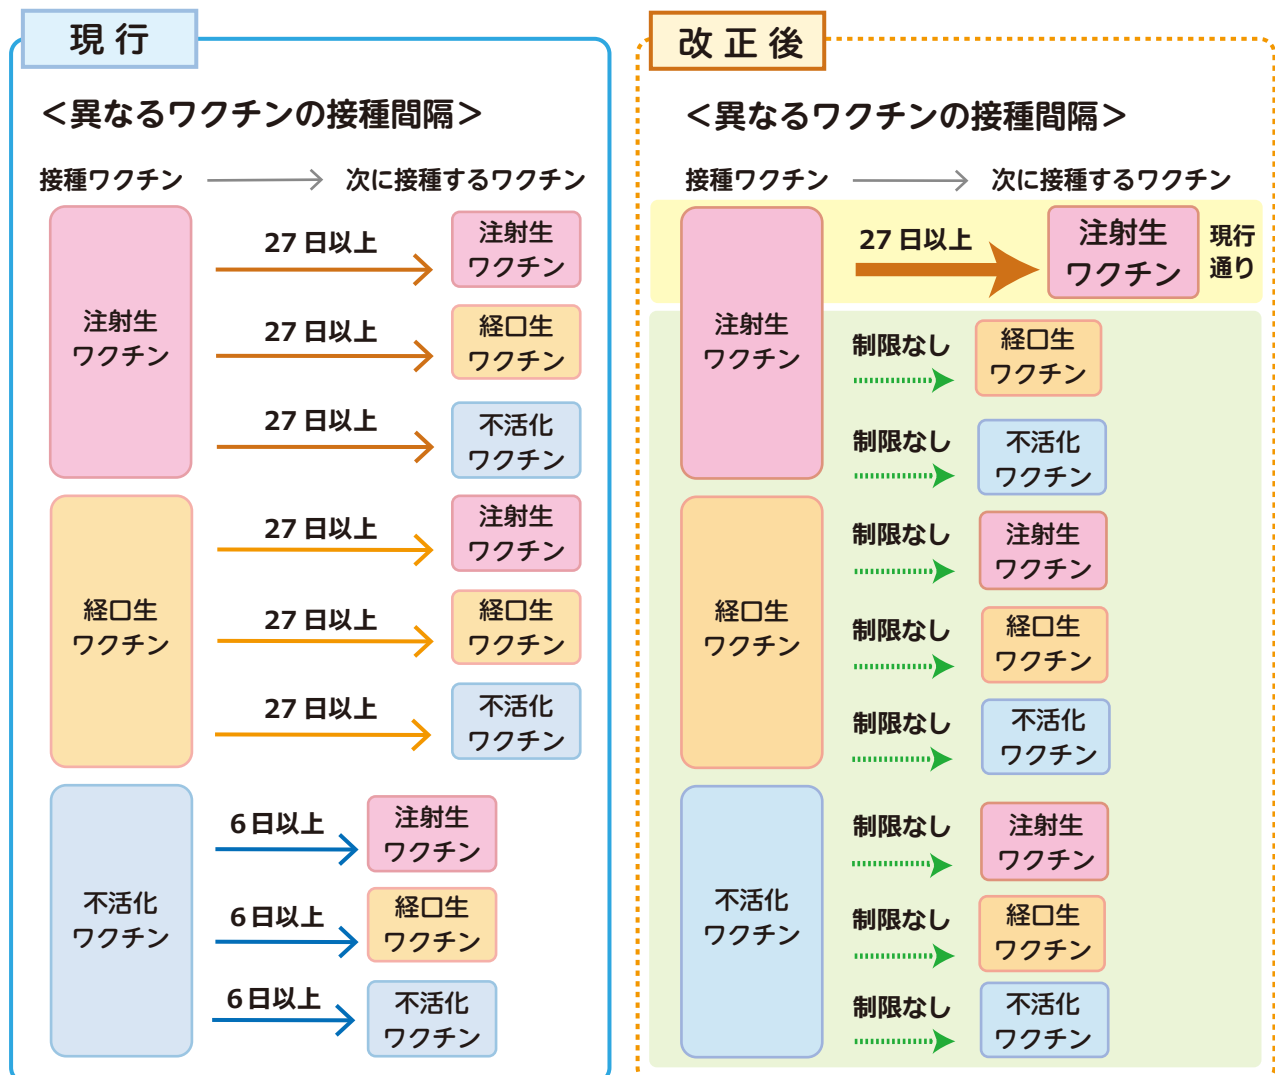 現行
<異なるワクチンの接種間隔>
接種ワクチン
次に接種するワクチン
注射生
ワクチン
27日以上
注射生
ワクチン
27日以上
経口生
ワクチン
27日以上
不活化
ワクチン
経口生
ワクチン
27日以上
注射生
ワクチン
27日以上
経口生
ワクチン
27日以上
不活化
ワクチン
不活化
ワクチン
6日以上
注射生
ワクチン
6日以上
経口生
ワクチン
6日以上
不活化
ワクチン
改正後
<異なるワクチンの接種間隔>
接種ワクチン
次に接種するワクチン
注射生
ワクチン
27日以上
注射生
ワクチン
現行
通り
制限なし
経口生
ワクチン
制限なし
不活化
ワクチン
経口生
ワクチン
制限なし
注射生
ワクチン
制限なし
経口生
ワクチン
制限なし
不活化
ワクチン
不活化
ワクチン
制限なし
注射生
ワクチン
制限なし
経口生
ワクチン
制限なし
不活化
ワクチン